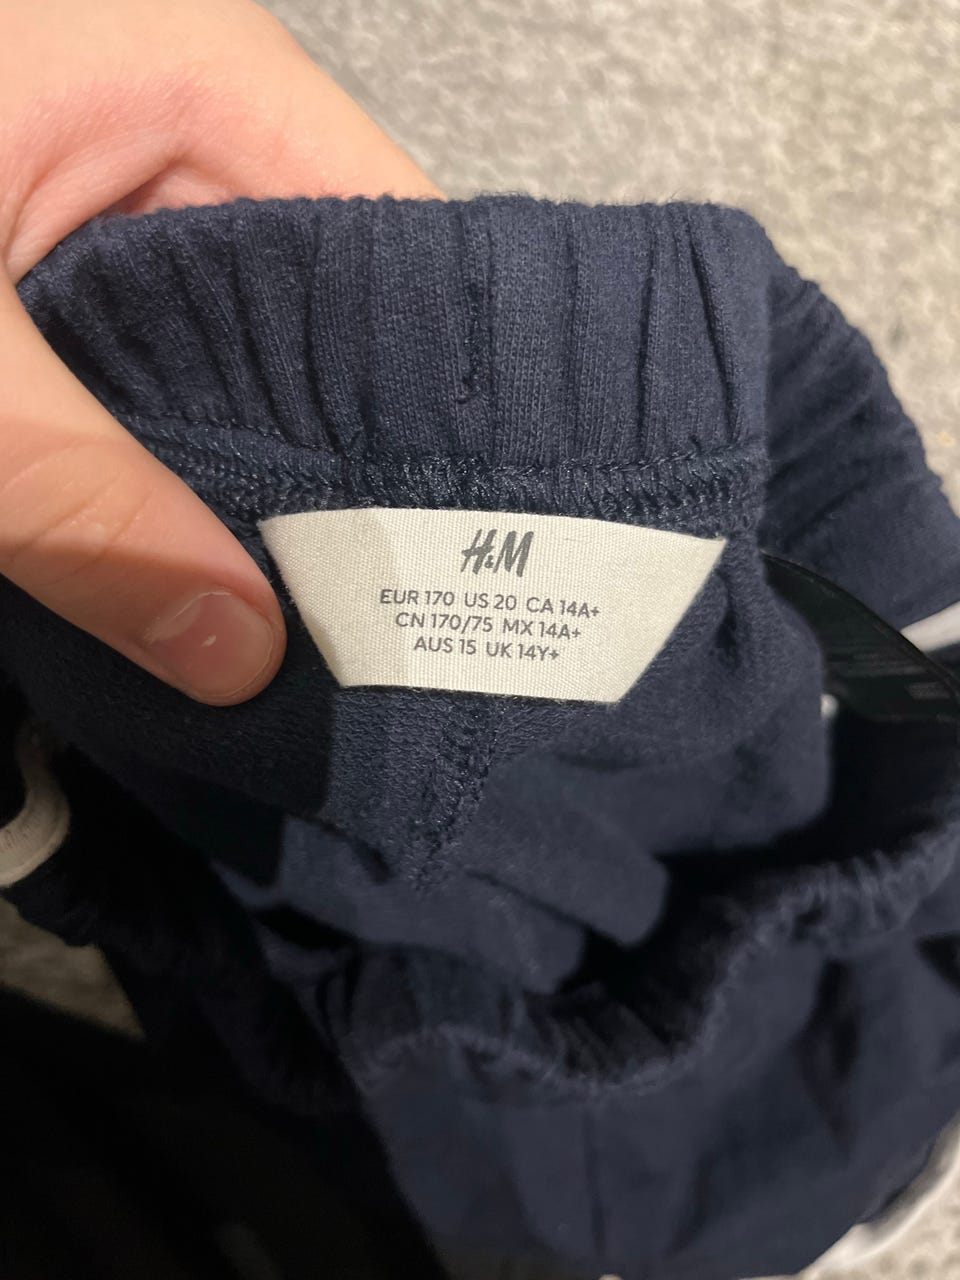 H&M
EUR 170 US 20 CA 14A+
CN 170/75 MX 14A+
AUS 15 UK 14Y+